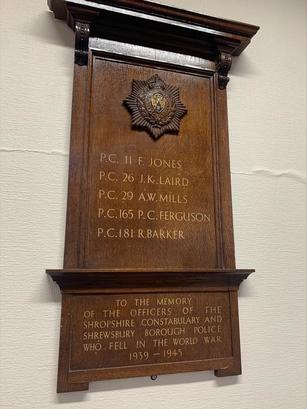 P.C. 11 F. JONES
P.C. 26 J.K. LAIRD
P.C. 29 A.W. MILLS
P.C. 165 P.C. FERGUSON
P.C. 181 R. BARKER
TO THE MEMORY
OF THE OFFICERS OF THE
SHROPSHIRE CONSTABULARY AND
SHREWSBURY BOROUGH POLICE
WHO FELL IN THE WORLD WAR
1939 – 1945